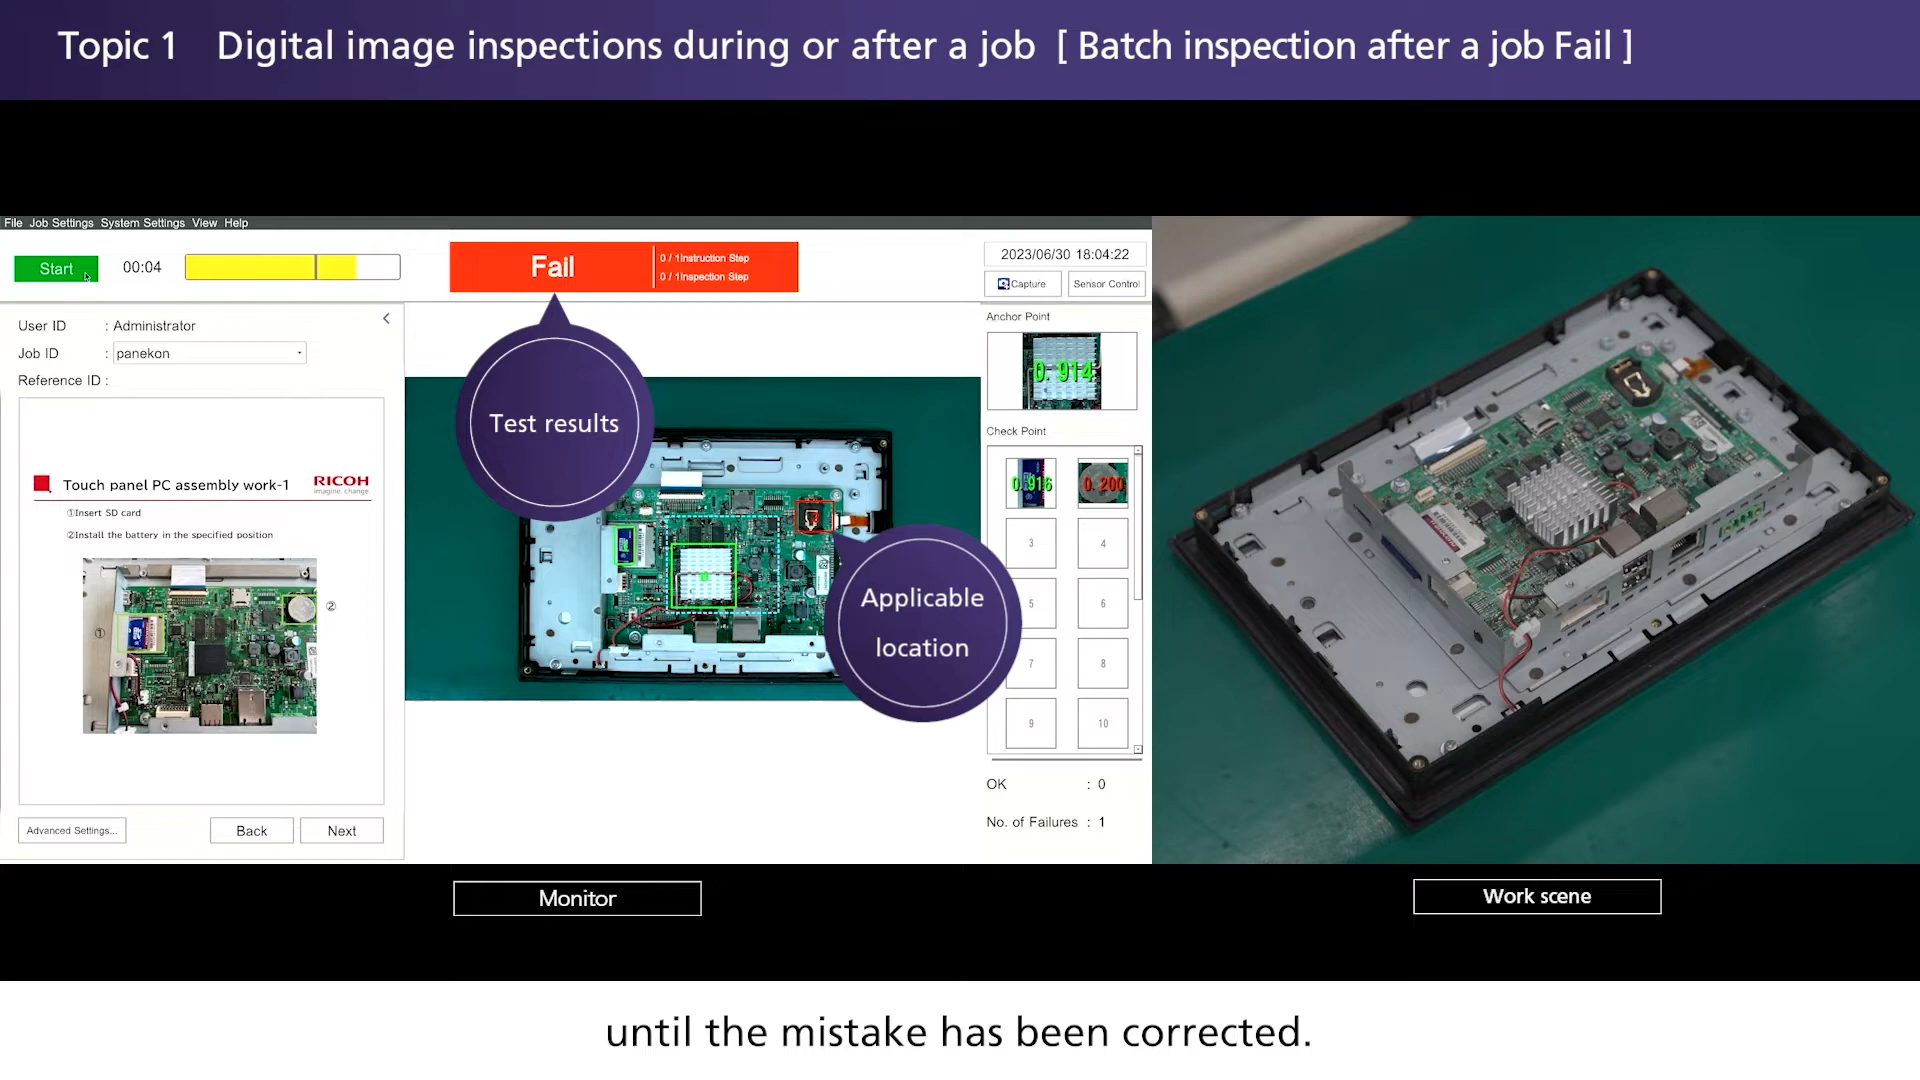 Topic 1 Digital image inspections during or after a job [ Batch inspection after a job Fail ]
File Job Settings System Settings View Help
Start
00:04
Fail
0 / 1Instruction Step
0 / 1Inspection Step
2023/06/30 18:04:22
Capture
Sensor Control
User ID : Administrator
Job ID : panekon
Reference ID :
Touch panel PC assembly work-1
RICOH
imagine. change.
①Insert SD card
②Install the battery in the specified position
①
②
Advanced Settings...
Back
Next
Test results
Applicable
location
Anchor Point
0.914
Check Point
0.916
0.200
3
4
5
6
7
8
9
10
OK : 0
No. of Failures : 1
Monitor
Work scene
until the mistake has been corrected.